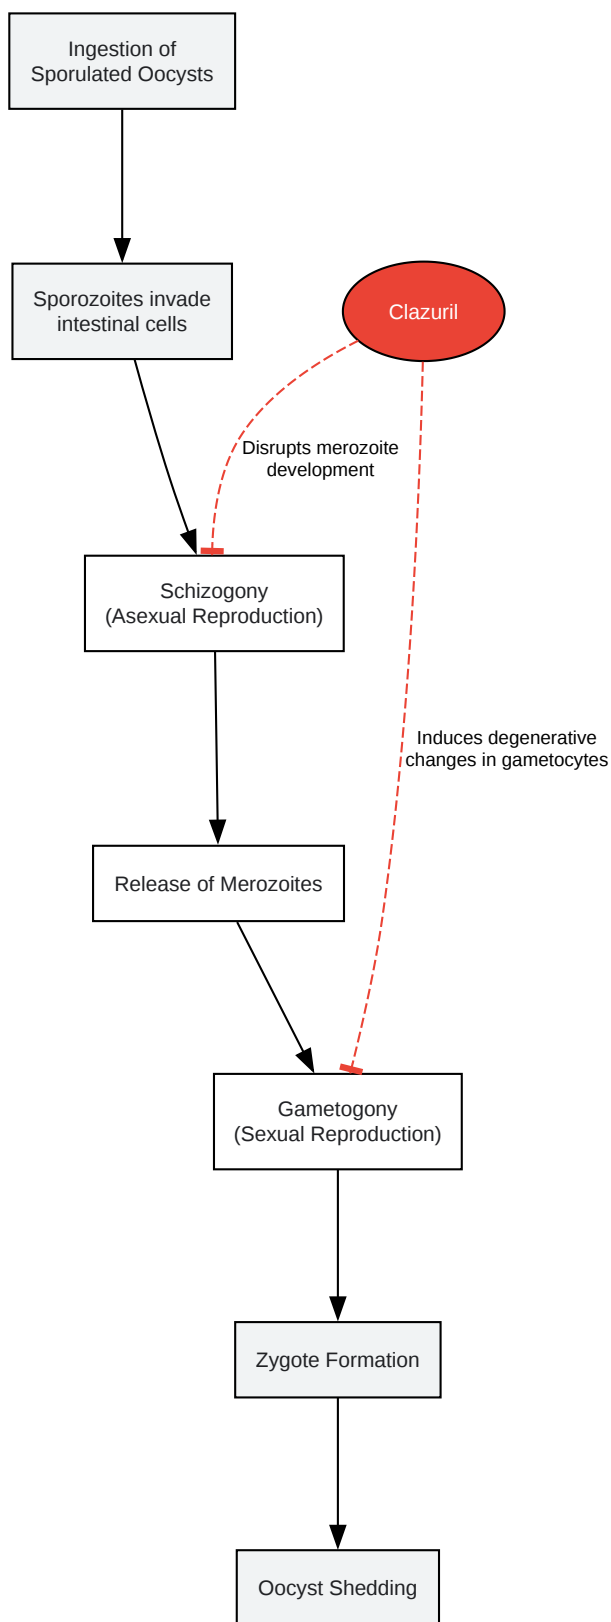 Ingestion of
Sporulated Oocysts
Sporozoites invade
intestinal cells
Clazuril
Disrupts merozoite
development
Schizogony
(Asexual Reproduction)
Induces degenerative
changes in gametocytes
Release of Merozoites
Gametogony
(Sexual Reproduction)
Zygote Formation
Oocyst Shedding